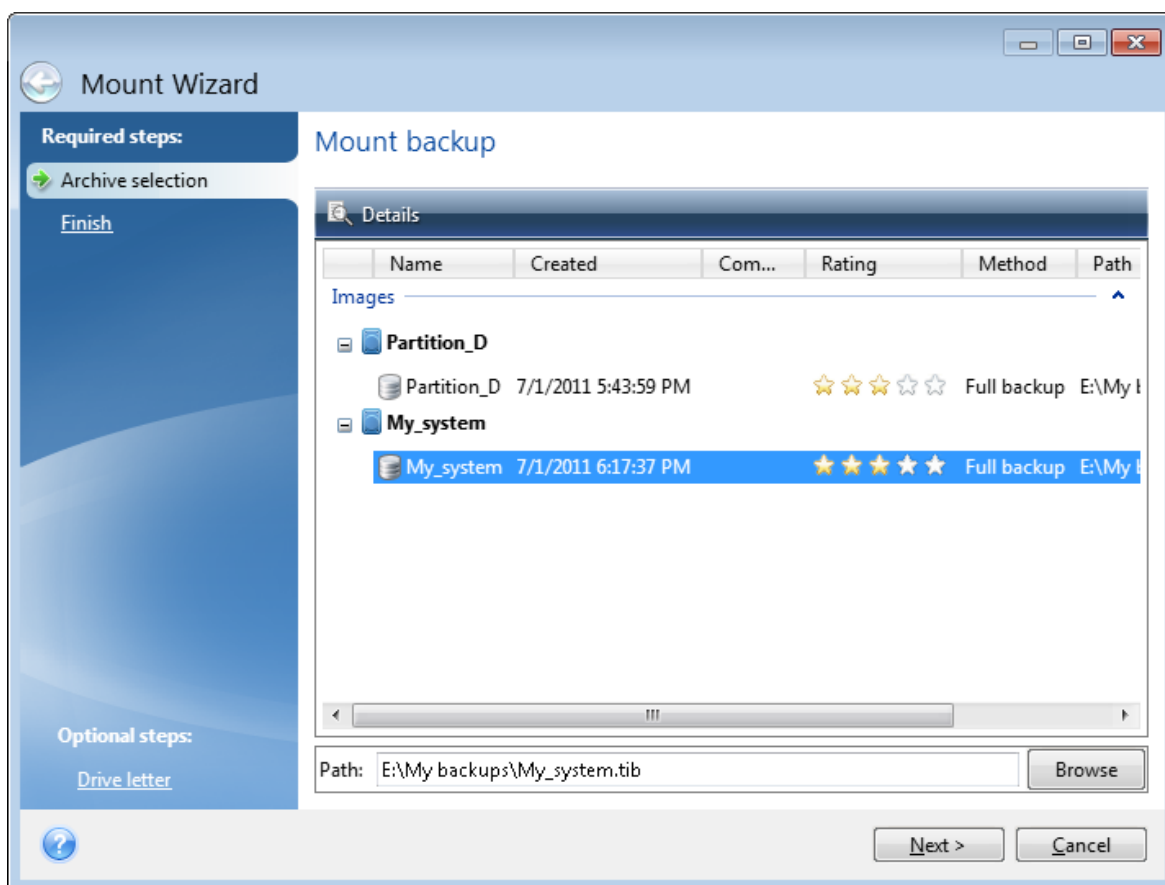 Mount Wizard
Required steps:
Archive selection
Finish
Optional steps:
Drive letter
Mount backup
Details
Name Created Com... Rating Method Path
Images
Partition_D
Partition_D 7/1/2011 5:43:59 PM Full backup E:\My
My_system
My_system 7/1/2011 6:17:37 PM Full backup E:\My
Path: E:\My backups\My_system.tib Browse
Next > Cancel